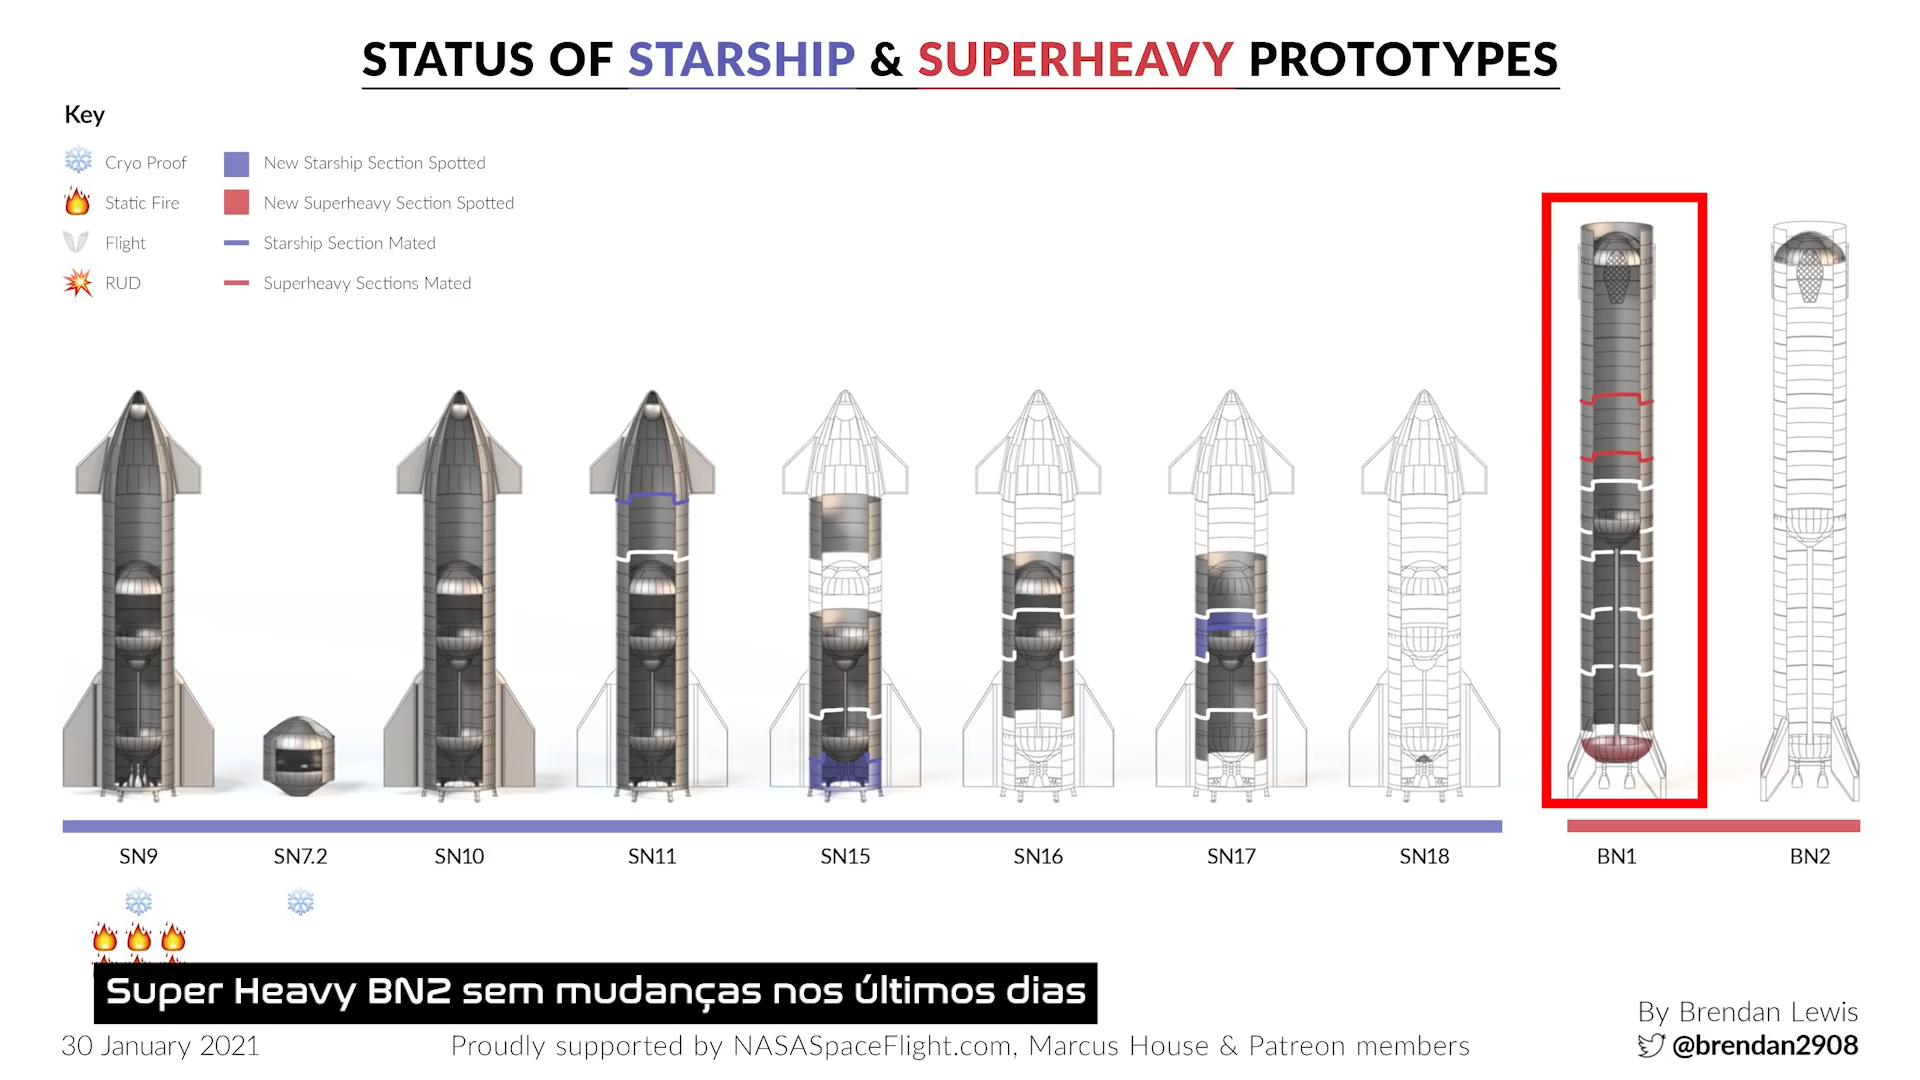 STATUS OF STARSHIP & SUPERHEAVY PROTOTYPES
Key
Cryo Proof
New Starship Section Spotted
Static Fire
New Superheavy Section Spotted
Flight
Starship Section Mated
RUD
Superheavy Sections Mated
SN9
SN7.2
SN10
SN11
SN15
SN16
SN17
SN18
BN1
BN2
Super Heavy BN2 sem mudanças nos últimos dias
30 January 2021
Proudly supported by NASASpaceFlight.com, Marcus House & Patreon members
By Brendan Lewis
@brendan2908